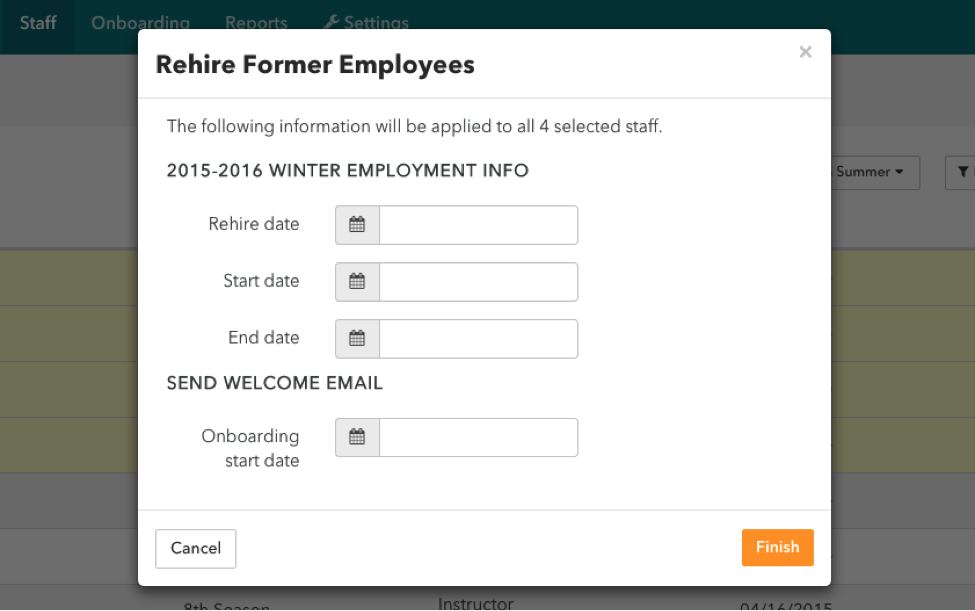 Staff Onboarding Reports Settings
Rehire Former Employees
×
The following information will be applied to all 4 selected staff.
2015-2016 WINTER EMPLOYMENT INFO
Summer
Rehire date
Start date
End date
SEND WELCOME EMAIL
Onboarding
start date
Cancel
Finish
8th Season Instructor 04/16/2015